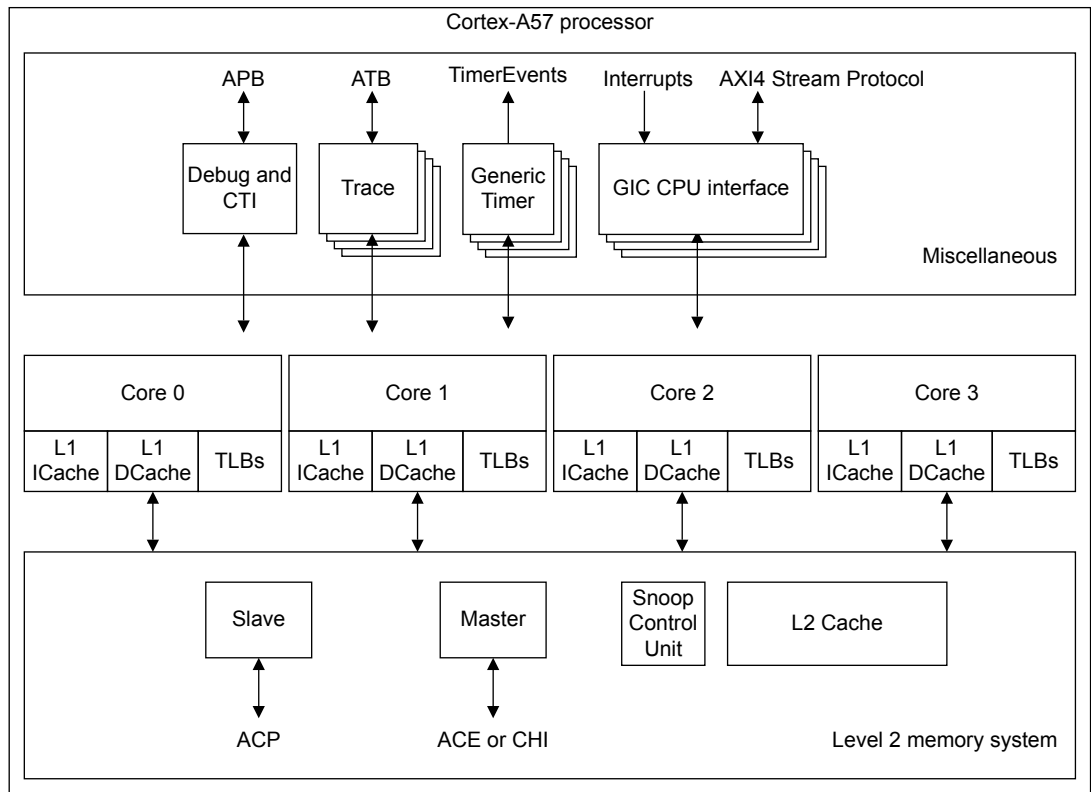 Cortex-A57 processor
APB
ATB
TimerEvents
Interrupts
AXI4 Stream Protocol
Debug and
CTI
Trace
Generic
Timer
GIC CPU interface
Miscellaneous
Core 0
Core 1
Core 2
Core 3
L1
ICache
L1
DCache
TLBs
L1
ICache
L1
DCache
TLBs
L1
ICache
L1
DCache
TLBs
L1
ICache
L1
DCache
TLBs
Slave
Master
Snoop
Control
Unit
L2 Cache
ACP
ACE or CHI
Level 2 memory system